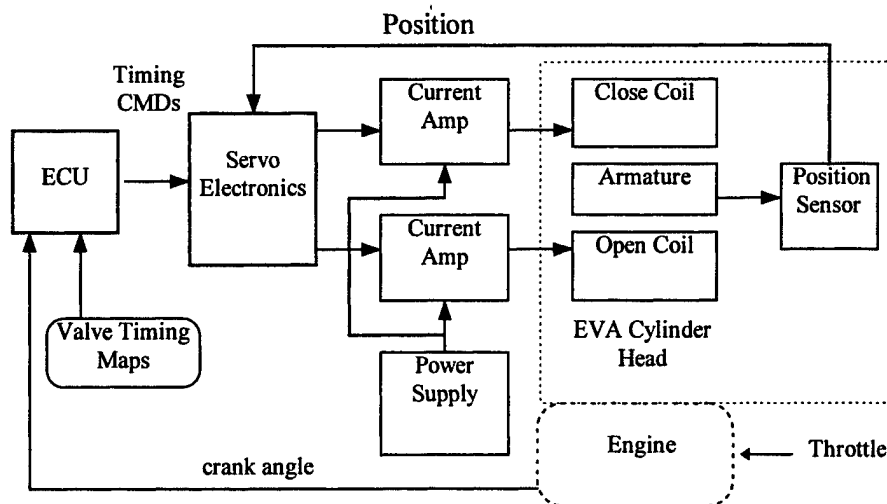 Position
Timing
CMDs
ECU
Servo
Electronics
Current
Amp
Close Coil
Armature
Position
Sensor
Current
Amp
Open Coil
Valve Timing
Maps
EVA Cylinder
Head
Power
Supply
Engine
Throttle
crank angle